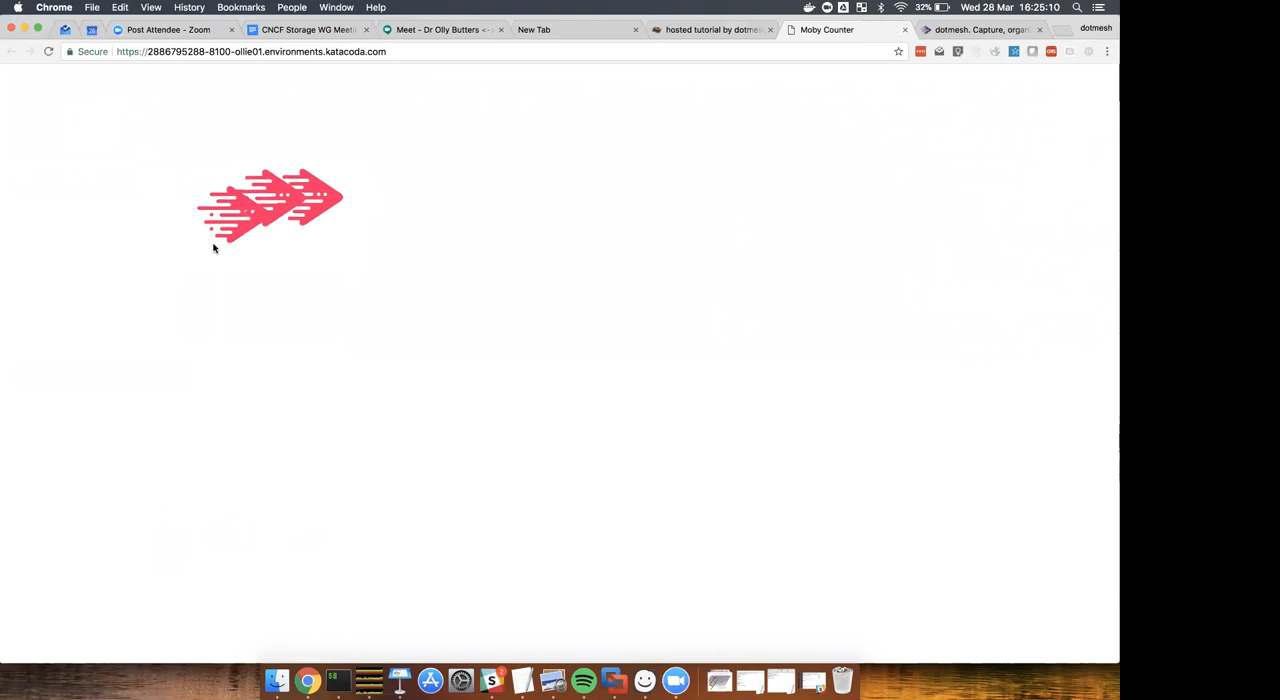 Chrome File Edit View History Bookmarks People Window Help 32% Wed 28 Mar 16:25:10
Post Attendee - Zoom CNCF Storage WG Meeti Meet - Dr Olly Butters <- New Tab hosted tutorial by dotmes Moby Counter dotmesh. Capture, organ dotmesh
Secure https://2886795288-8100-ollie01.environments.katacoda.com